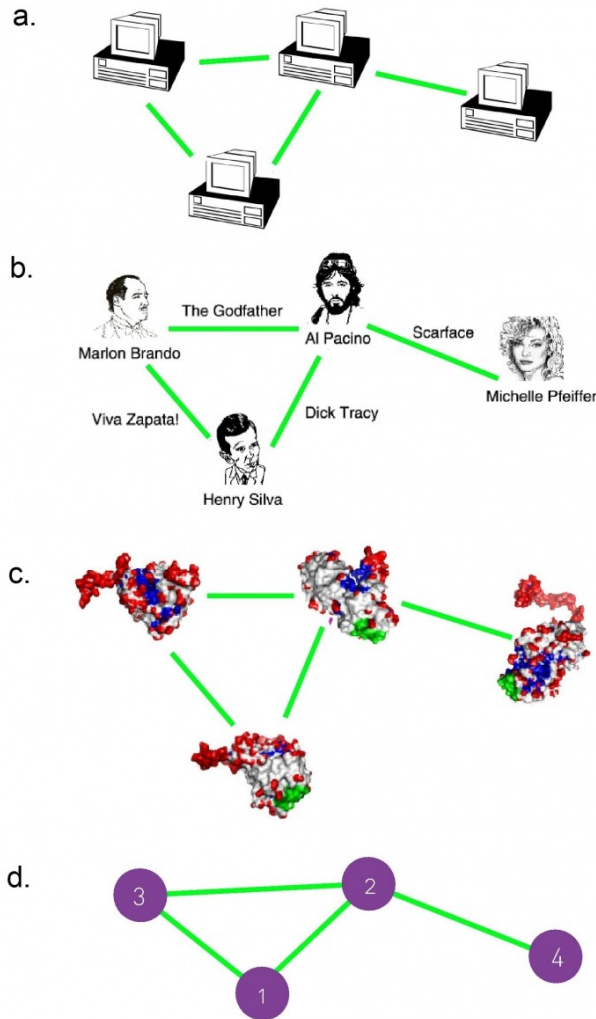 a.
b.
The Godfather
Marlon Brando
Al Pacino
Scarface
Michelle Pfeiffer
Viva Zapata!
Dick Tracy
Henry Silva
c.
d.
3
2
1
4